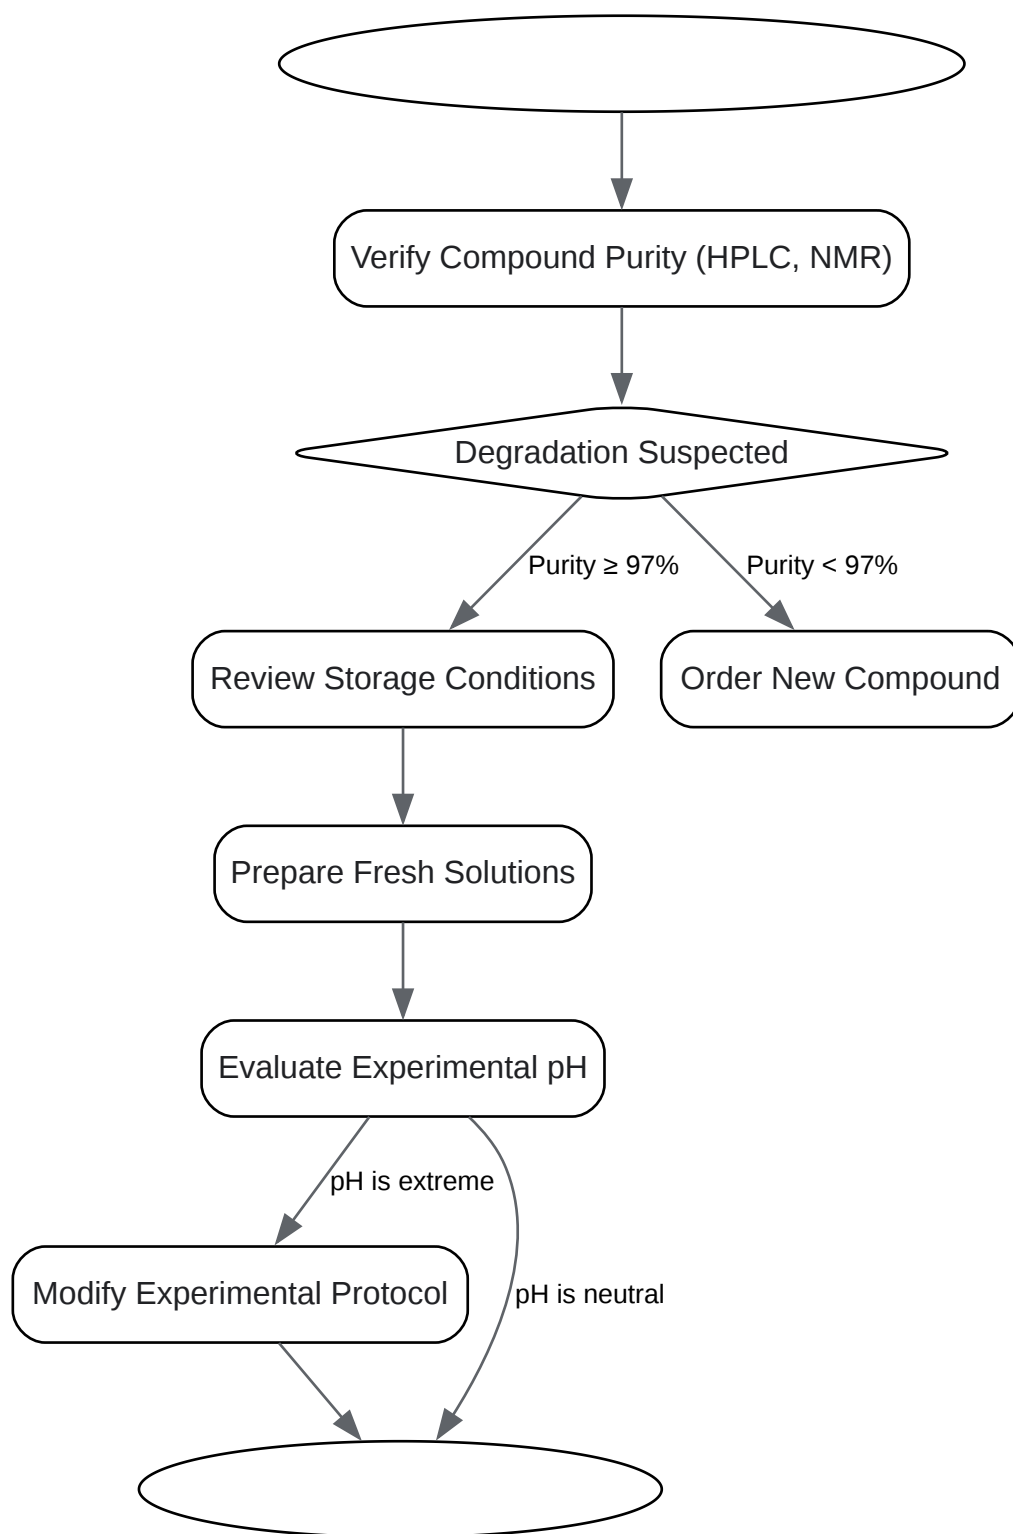 Verify Compound Purity (HPLC, NMR)
Degradation Suspected
Purity ≥ 97%
Purity < 97%
Review Storage Conditions
Order New Compound
Prepare Fresh Solutions
Evaluate Experimental pH
pH is extreme
Modify Experimental Protocol
pH is neutral